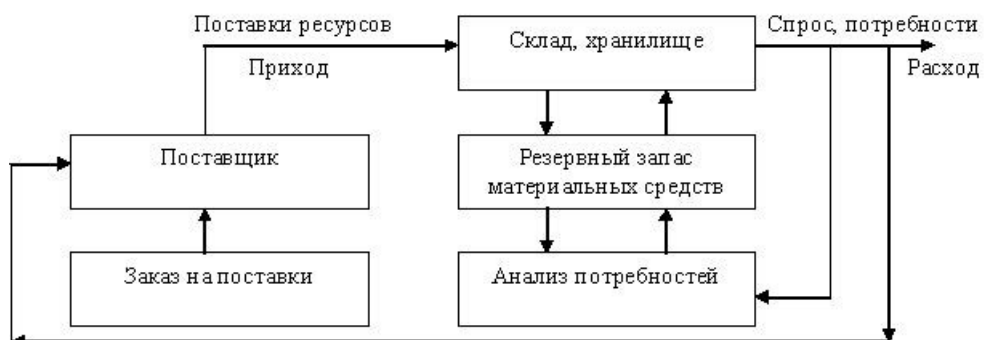 Поставки ресурсов
Приход
Склад, хранилище
Спрос, потребности
Расход
Поставщик
Резервный запас
материальных средств
Заказ на поставки
Анализ потребностей